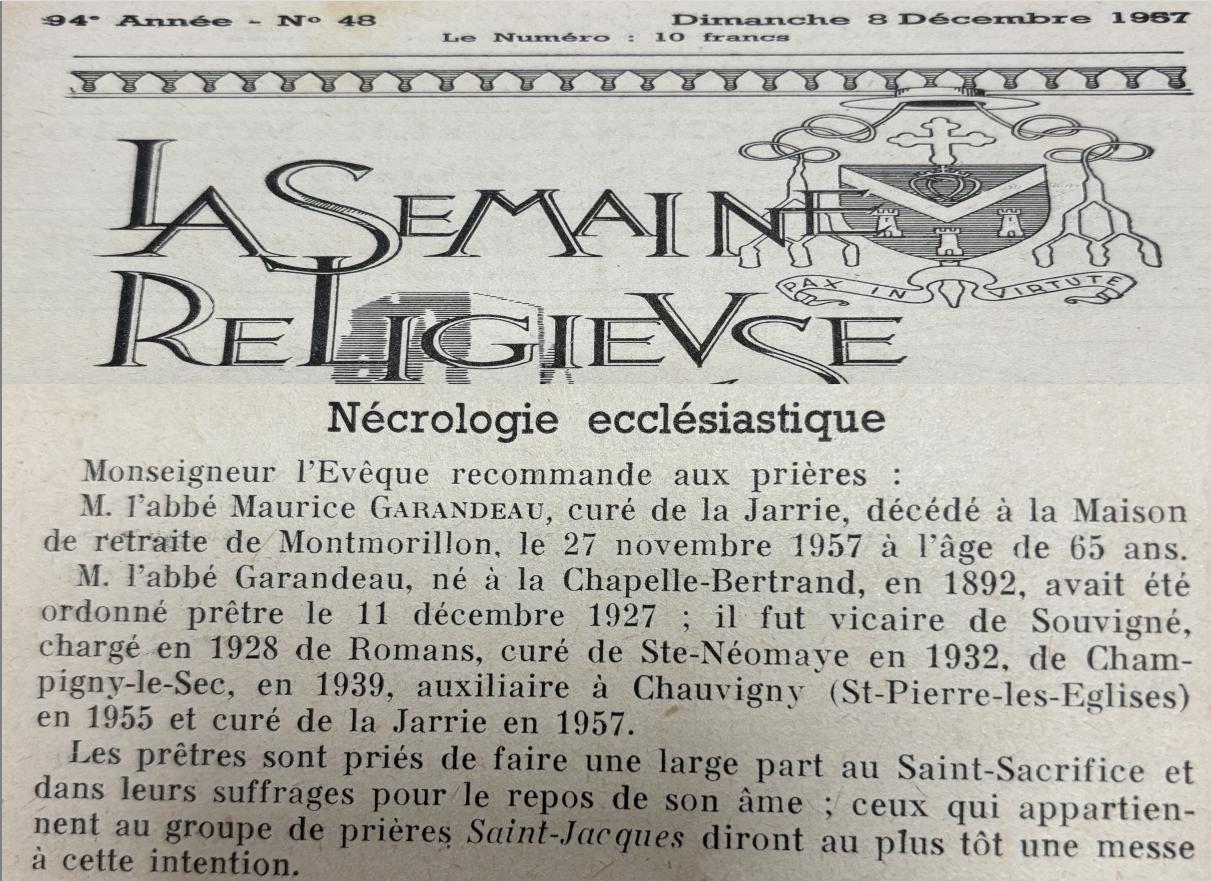 94e Année - No 48
Dimanche 8 Décembre 1957
Le Numéro : 10 francs
LA SEMAINE
RELIGIEVSE
PAX IN VIRTUTE
Nécrologie ecclésiastique
Monseigneur l'Evêque recommande aux prières :
M. l'abbé Maurice GARANDEAU, curé de la Jarrie, décédé à la Maison
de retraite de Montmorillon, le 27 novembre 1957 à l'âge de 65 ans.
M. l'abbé Garandeau, né à la Chapelle-Bertrand, en 1892, avait été
ordonné prêtre le 11 décembre 1927 ; il fut vicaire de Souvigné,
chargé en 1928 de Romans, curé de Ste-Néomaye en 1932, de Cham-
pigny-le-Sec, en 1939, auxiliaire à Chauvigny (St-Pierre-les-Eglises)
en 1955 et curé de la Jarrie en 1957.
Les prêtres sont priés de faire une large part au Saint-Sacrifice et
dans leurs suffrages pour le repos de son âme ; ceux qui appartien-
nent au groupe de prières Saint-Jacques diront au plus tôt une messe
à cette intention.